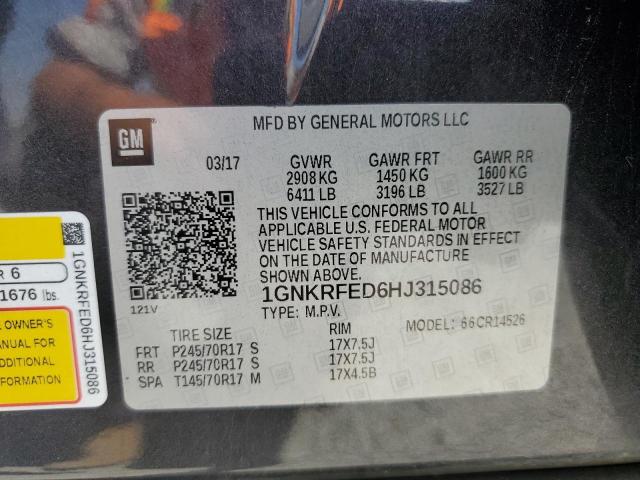 GM
MFD BY GENERAL MOTORS LLC
03/17 GVWR GAWR FRT GAWR RR
2908 KG 1450 KG 1600 KG
6411 LB 3196 LB 3527 LB
THIS VEHICLE CONFORMS TO ALL
APPLICABLE U.S. FEDERAL MOTOR
VEHICLE SAFETY STANDARDS IN EFFECT
ON THE DATE OF MANUFACTURE
SHOWN ABOVE.
1GNKRFED6HJ315086
121V
TYPE: M.P.V. MODEL: 66CR14526
TIRE SIZE RIM
FRT P245/70R17 S 17X7.5J
RR P245/70R17 S 17X7.5J
SPA T145/70R17 M 17X4.5B
R 6
1676 lbs.
OWNER'S
ANUAL FOR
ADDITIONAL
FORMATION
1GNKRFED6HJ315086